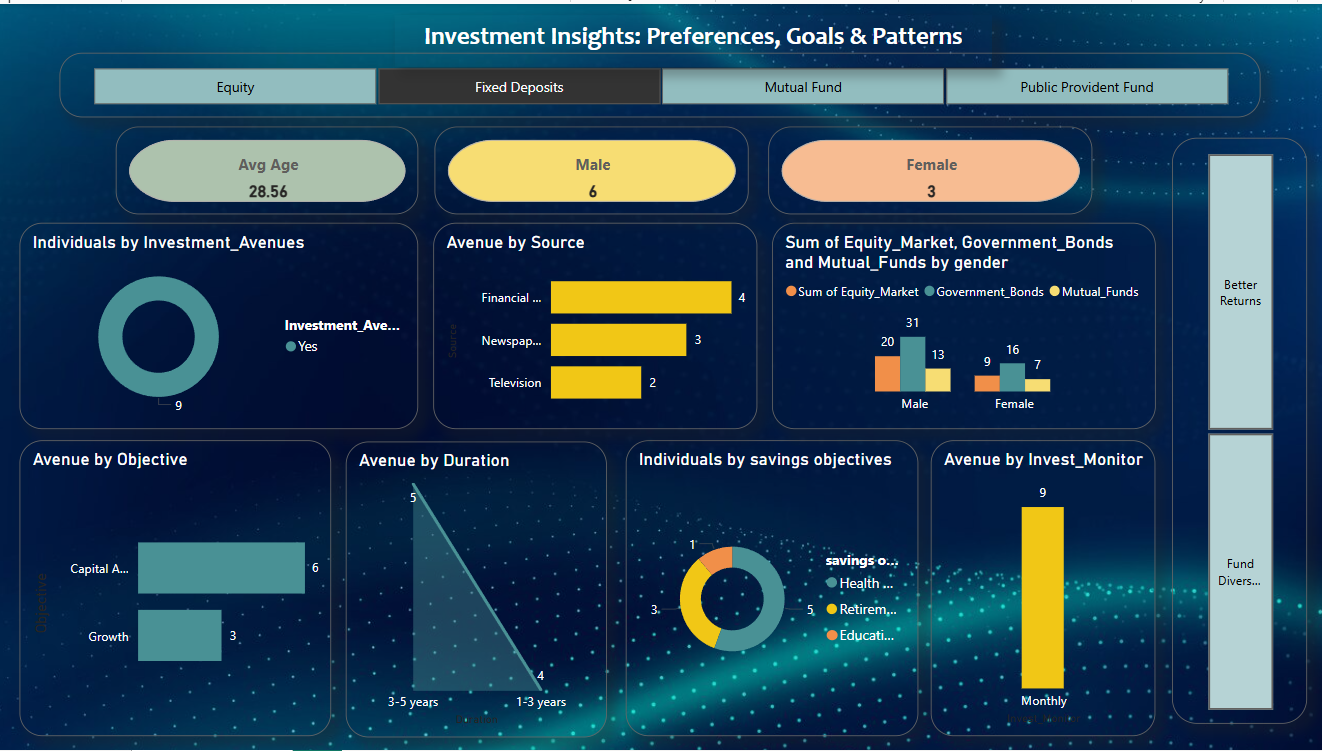 Investment Insights: Preferences, Goals & Patterns
Equity
Fixed Deposits
Mutual Fund
Public Provident Fund
Avg Age
28.56
Male
6
Female
3
Better
Returns
Fund
Divers...
Individuals by Investment_Avenues
Investment_Ave...
Yes
9
Avenue by Source
Source
Financial ...
4
Newspap...
3
Television
2
Sum of Equity_Market, Government_Bonds
and Mutual_Funds by gender
Sum of Equity_Market
Government_Bonds
Mutual_Funds
20
31
13
9
16
7
Male
Female
Avenue by Objective
Objective
Capital A...
6
Growth
3
Avenue by Duration
5
4
3-5 years
1-3 years
Duration
Individuals by savings objectives
1
3
5
savings o...
Health ...
Retirem...
Educati...
Avenue by Invest_Monitor
9
Monthly
Invest_Monitor